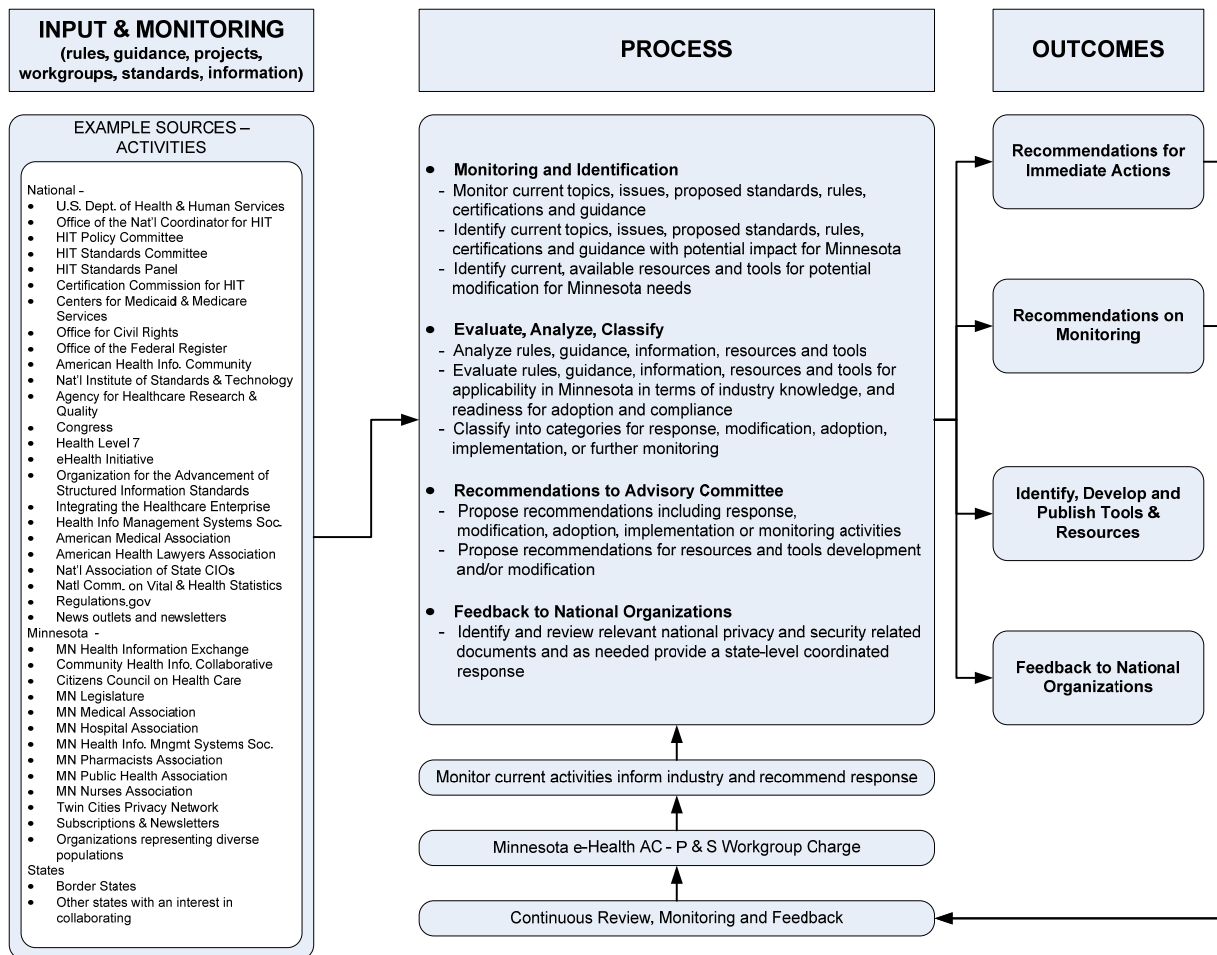 INPUT & MONITORING
(rules, guidance, projects,
workgroups, standards, information)
EXAMPLE SOURCES –
ACTIVITIES
National -
• U.S. Dept. of Health & Human Services
• Office of the Nat'l Coordinator for HIT
• HIT Policy Committee
• HIT Standards Committee
• HIT Standards Panel
• Certification Commission for HIT
• Centers for Medicaid & Medicare
Services
• Office for Civil Rights
• Office of the Federal Register
• American Health Info. Community
• Nat'l Institute of Standards & Technology
• Agency for Healthcare Research &
Quality
• Congress
• Health Level 7
• eHealth Initiative
• Organization for the Advancement of
Structured Information Standards
• Integrating the Healthcare Enterprise
• Health Info Management Systems Soc.
• American Medical Association
• American Health Lawyers Association
• Nat'l Association of State CIOs
• Natl Comm. on Vital & Health Statistics
• Regulations.gov
• News outlets and newsletters
Minnesota -
• MN Health Information Exchange
• Community Health Info. Collaborative
• Citizens Council on Health Care
• MN Legislature
• MN Medical Association
• MN Hospital Association
• MN Health Info. Mngmt Systems Soc.
• MN Pharmacists Association
• MN Public Health Association
• MN Nurses Association
• Twin Cities Privacy Network
• Subscriptions & Newsletters
• Organizations representing diverse
populations
States
• Border States
• Other states with an interest in
collaborating
PROCESS
• Monitoring and Identification
- Monitor current topics, issues, proposed standards, rules,
certifications and guidance
- Identify current topics, issues, proposed standards, rules,
certifications and guidance with potential impact for Minnesota
- Identify current, available resources and tools for potential
modification for Minnesota needs
• Evaluate, Analyze, Classify
- Analyze rules, guidance, information, resources and tools
- Evaluate rules, guidance, information, resources and tools for
applicability in Minnesota in terms of industry knowledge, and
readiness for adoption and compliance
- Classify into categories for response, modification, adoption,
implementation, or further monitoring
• Recommendations to Advisory Committee
- Propose recommendations including response,
modification, adoption, implementation or monitoring activities
- Propose recommendations for resources and tools development
and/or modification
• Feedback to National Organizations
- Identify and review relevant national privacy and security related
documents and as needed provide a state-level coordinated
response
Monitor current activities inform industry and recommend response
Minnesota e-Health AC - P & S Workgroup Charge
Continuous Review, Monitoring and Feedback
OUTCOMES
Recommendations for
Immediate Actions
Recommendations on
Monitoring
Identify, Develop and
Publish Tools &
Resources
Feedback to National
Organizations